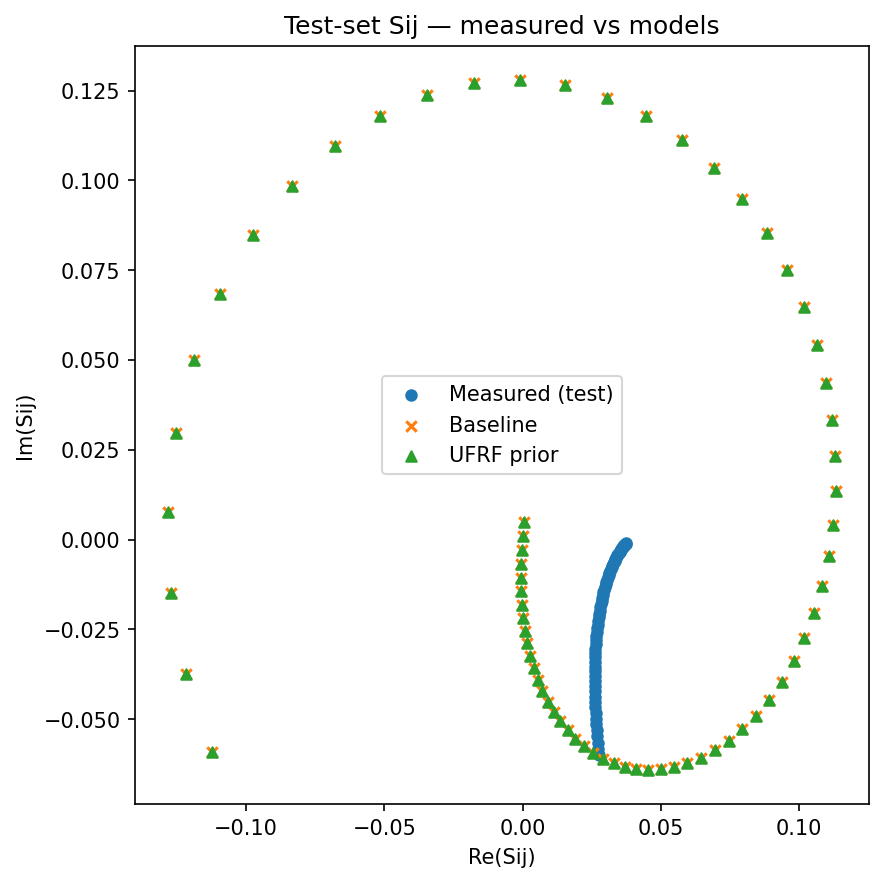 Test-set Sij — measured vs models
0.125
0.100
0.075
0.050
0.025
0.000
−0.025
−0.050
Im(Sij)
Measured (test)
Baseline
UFRF prior
−0.10
−0.05
0.00
0.05
0.10
Re(Sij)